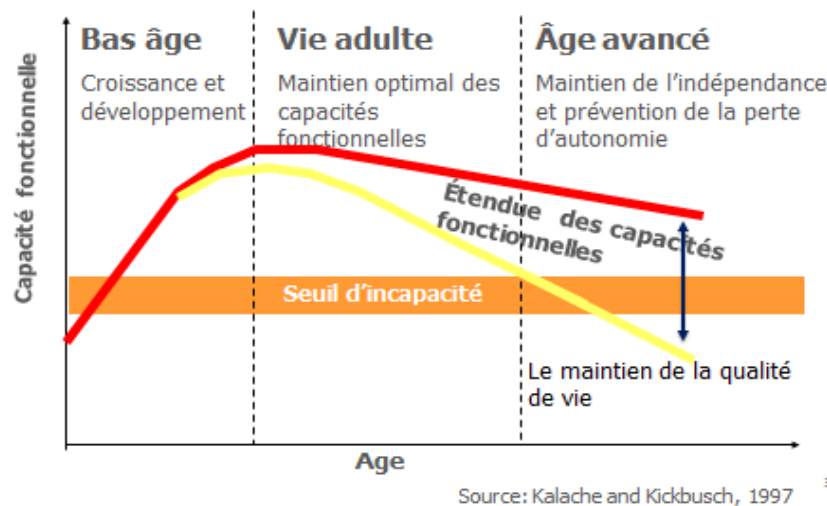 Bas âge
Croissance et
développement
Vie adulte
Maintien optimal des
capacités
fonctionnelles
Âge avancé
Maintien de l'indépendance
et prévention de la perte
d'autonomie
Capacité fonctionnelle
Étendue des capacités
fonctionnelles
Seuil d'incapacité
Le maintien de la qualité
de vie
Age
Source: Kalache and Kickbusch, 1997